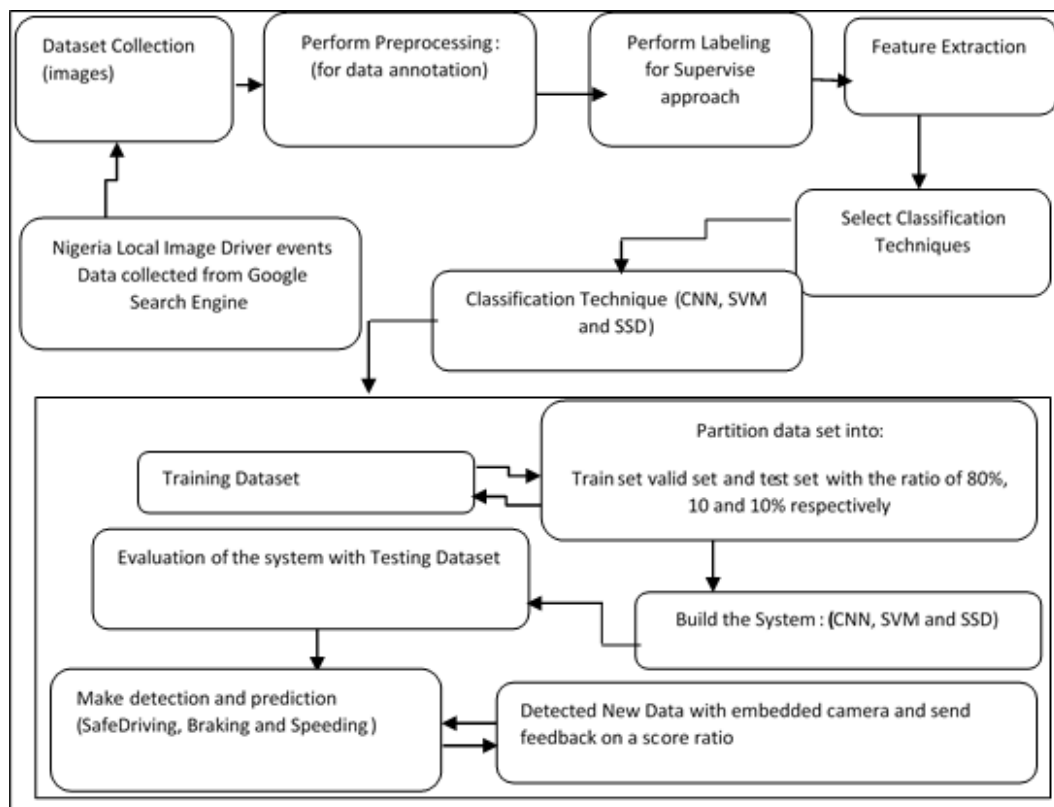 Dataset Collection
(images)
Perform Preprocessing :
(for data annotation)
Perform Labeling
for Supervise
approach
Feature Extraction
Nigeria Local Image Driver events
Data collected from Google
Search Engine
Select Classification
Techniques
Classification Technique (CNN, SVM
and SSD)
Partition data set into:
Train set valid set and test set with the ratio of 80%,
10 and 10% respectively
Training Dataset
Evaluation of the system with Testing Dataset
Build the System : (CNN, SVM and SSD)
Make detection and prediction
(SafeDriving, Braking and Speeding)
Detected New Data with embedded camera and send
feedback on a score ratio